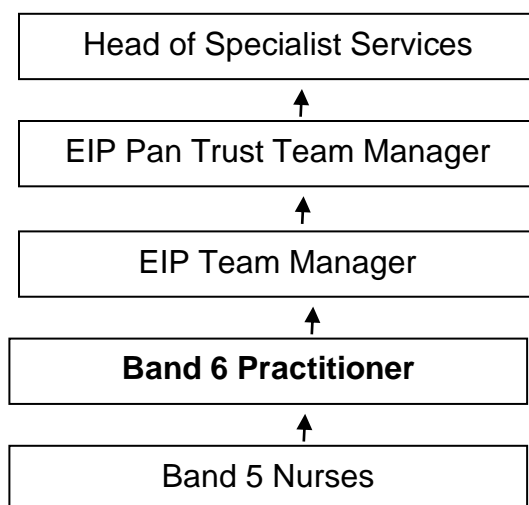 Head of Specialist Services
EIP Pan Trust Team Manager
EIP Team Manager
Band 6 Practitioner
Band 5 Nurses